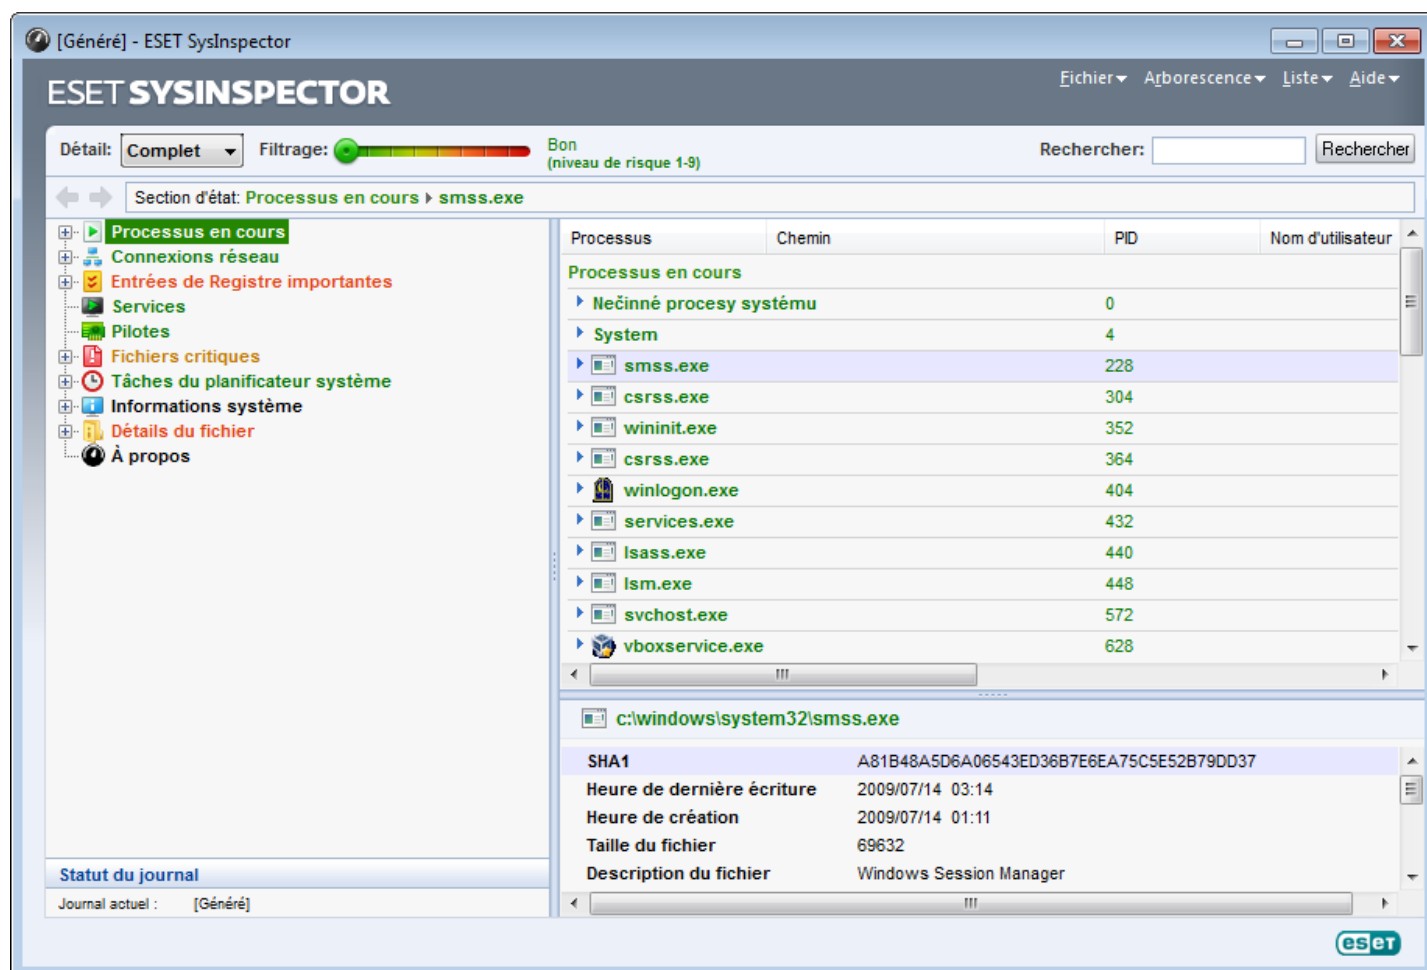 [Généré] - ESET SysInspector
ESET SYSINSPECTOR
Fichier Arborescence Liste Aide
Détail: Complet Filtrage: Bon Rechercher: Rechercher
(niveau de risque 1-9)
Section d'état: Processus en cours smss.exe
Processus en cours
Connexions réseau
Entrées de Registre importantes
Services
Pilotes
Fichiers critiques
Tâches du planificateur système
Informations système
Détails du fichier
À propos
Processus Chemin PID Nom d'utilisateur
Processus en cours
Nečinné procesy systému 0
System 4
smss.exe 228
csrss.exe 304
wininit.exe 352
csrss.exe 364
winlogon.exe 404
services.exe 432
lsass.exe 440
lsm.exe 448
svchost.exe 572
vboxservice.exe 628
c:\windows\system32\smss.exe
SHA1 A81B48A5D6A06543ED36B7E6EA75C5E52B79DD37
Heure de dernière écriture 2009/07/14 03:14
Heure de création 2009/07/14 01:11
Taille du fichier 69632
Description du fichier Windows Session Manager
Statut du journal
Journal actuel : [Généré]
eset